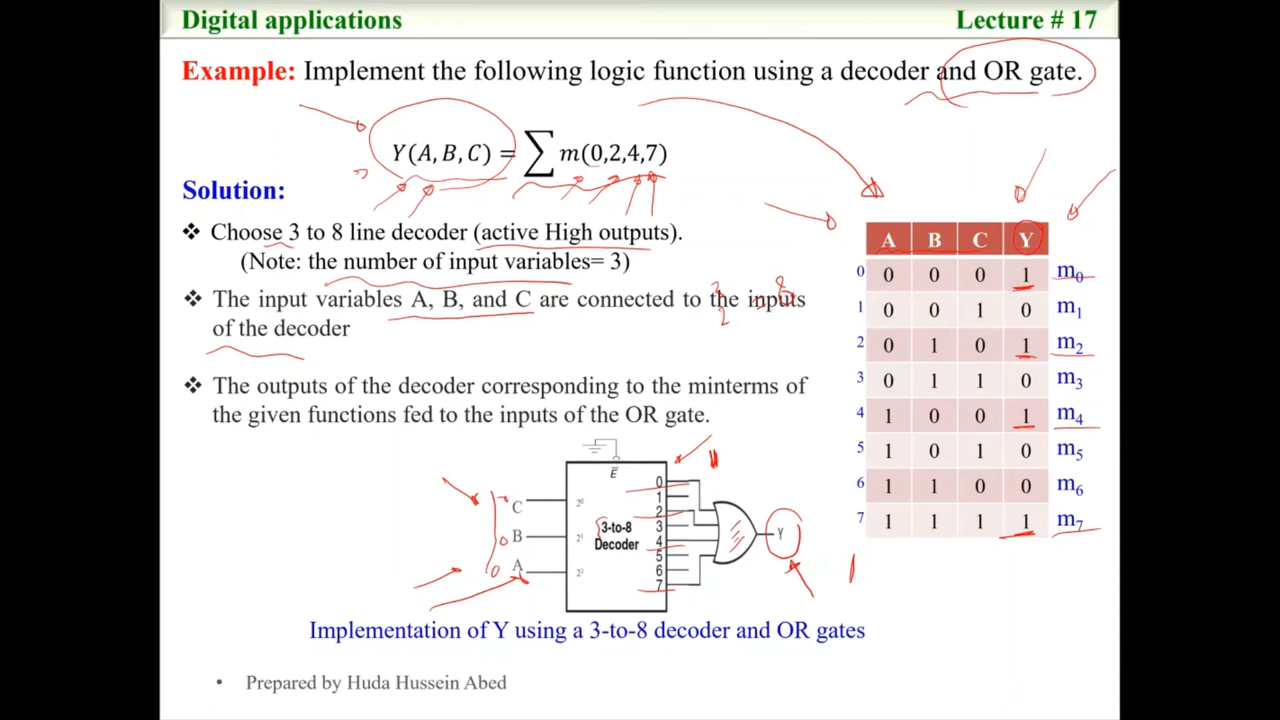 Digital applications
Lecture # 17
Example: Implement the following logic function using a decoder and OR gate.
Y(A, B, C) = ∑ m(0,2,4,7)
Solution:
❖ Choose 3 to 8 line decoder (active High outputs).
(Note: the number of input variables= 3)
❖ The input variables A, B, and C are connected to the inputs
of the decoder
2³ = 8
❖ The outputs of the decoder corresponding to the minterms of
the given functions fed to the inputs of the OR gate.
A B C Y
0 0 0 0 1 m₀
1 0 0 1 0 m₁
2 0 1 0 1 m₂
3 0 1 1 0 m₃
4 1 0 0 1 m₄
5 1 0 1 0 m₅
6 1 1 0 0 m₆
7 1 1 1 1 m₇
E̅
C 2⁰
B 2¹
A 2²
3-to-8
Decoder
0
1
2
3
4
5
6
7
Y
Implementation of Y using a 3-to-8 decoder and OR gates
• Prepared by Huda Hussein Abed